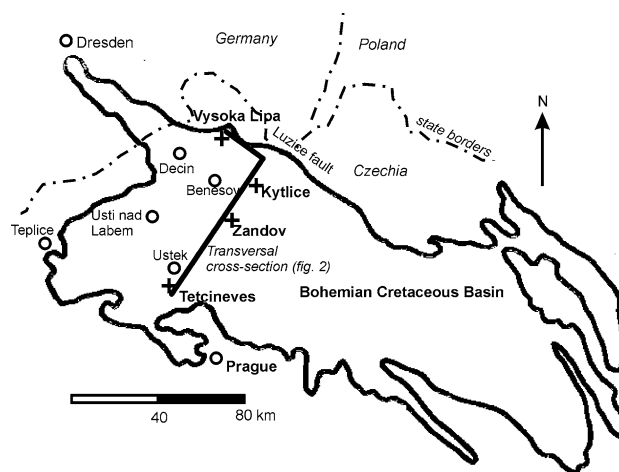 Germany
Poland
Dresden
N
Vysoka Lipa
Luzice fault
state borders
Decin
Czechia
Benesov
Kytlice
Usti nad
Labem
Teplice
Zandov
Ustek
Transversal
cross-section (fig. 2)
Tetcineves
Bohemian Cretaceous Basin
Prague
40
80 km